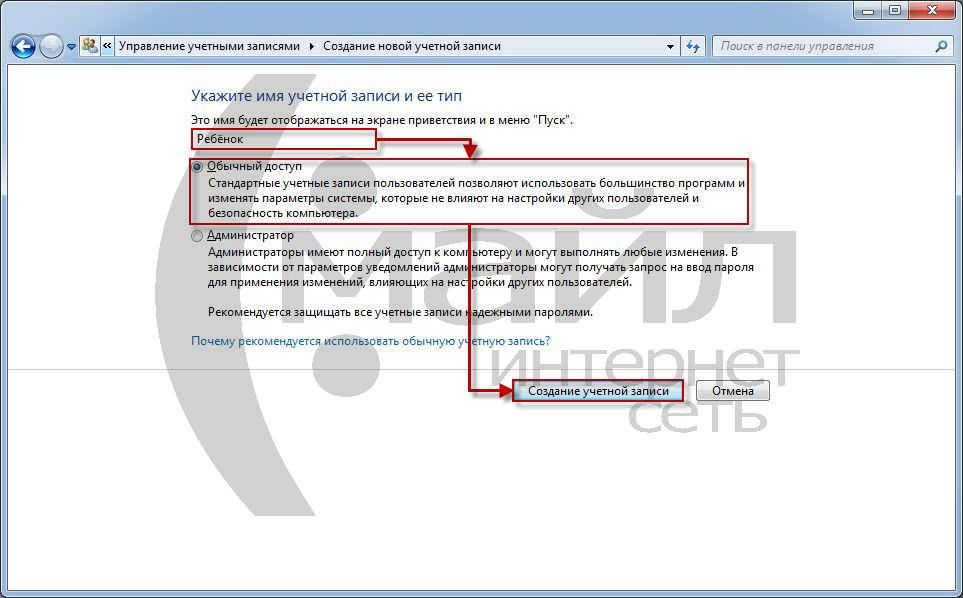 « Управление учетными записями ▸ Создание новой учетной записи
Поиск в панели управления
Укажите имя учетной записи и ее тип
Это имя будет отображаться на экране приветствия и в меню "Пуск".
Ребёнок
Обычный доступ
Стандартные учетные записи пользователей позволяют использовать большинство программ и
изменять параметры системы, которые не влияют на настройки других пользователей и
безопасность компьютера.
Администратор
Администраторы имеют полный доступ к компьютеру и могут выполнять любые изменения. В
зависимости от параметров уведомлений администраторы могут получать запрос на ввод пароля
для применения изменений, влияющих на настройки других пользователей.
Рекомендуется защищать все учетные записи надежными паролями.
Почему рекомендуется использовать обычную учетную запись?
Создание учетной записи
Отмена
майл
интернет
сеть